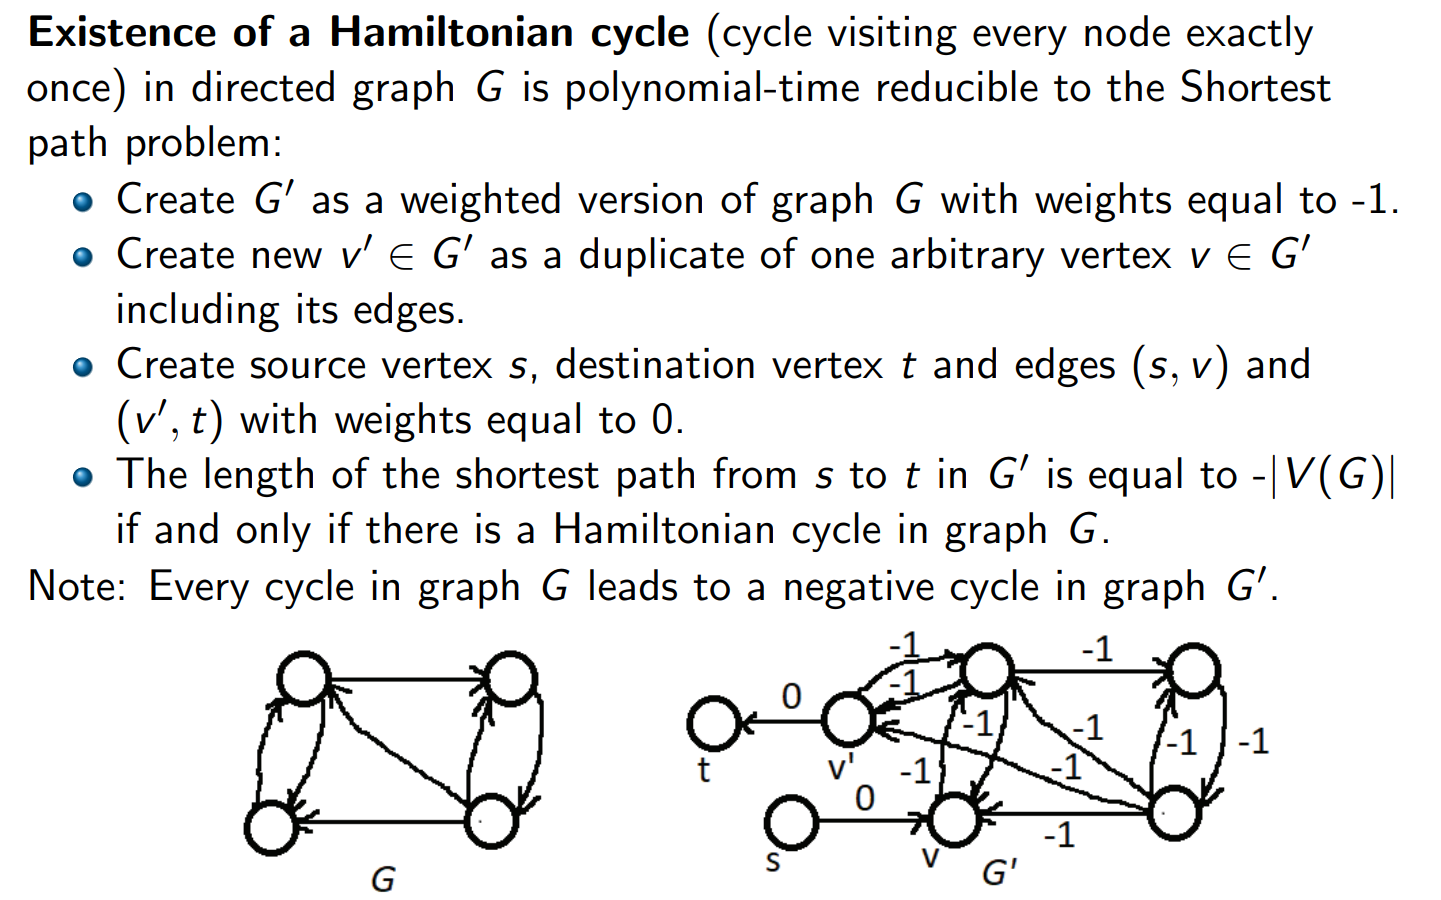 Existence of a Hamiltonian cycle (cycle visiting every node exactly
once) in directed graph G is polynomial-time reducible to the Shortest
path problem:
Create G′ as a weighted version of graph G with weights equal to -1.
Create new v′ ∈ G′ as a duplicate of one arbitrary vertex v ∈ G′
including its edges.
Create source vertex s, destination vertex t and edges (s, v) and
(v′, t) with weights equal to 0.
The length of the shortest path from s to t in G′ is equal to -|V(G)|
if and only if there is a Hamiltonian cycle in graph G.
Note: Every cycle in graph G leads to a negative cycle in graph G′.
G
-1
-1
-1
0
-1
-1
-1
-1
t
v'
-1
-1
0
-1
s
v
G'